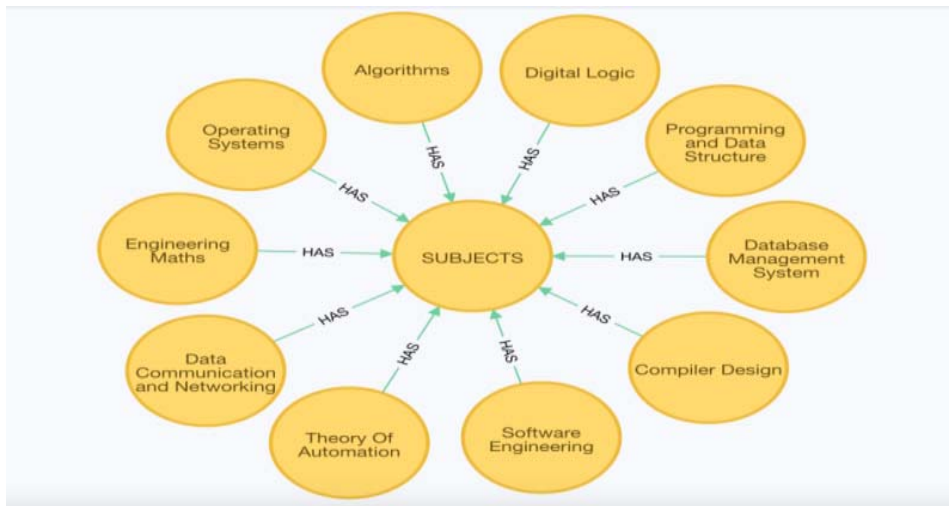 Algorithms
Digital Logic
Operating
Systems
Programming
and Data
Structure
HAS
HAS
HAS
HAS
Engineering
Maths
HAS
SUBJECTS
HAS
Database
Management
System
Data
Communication
and Networking
HAS
HAS
Compiler Design
HAS
HAS
Theory Of
Automation
Software
Engineering